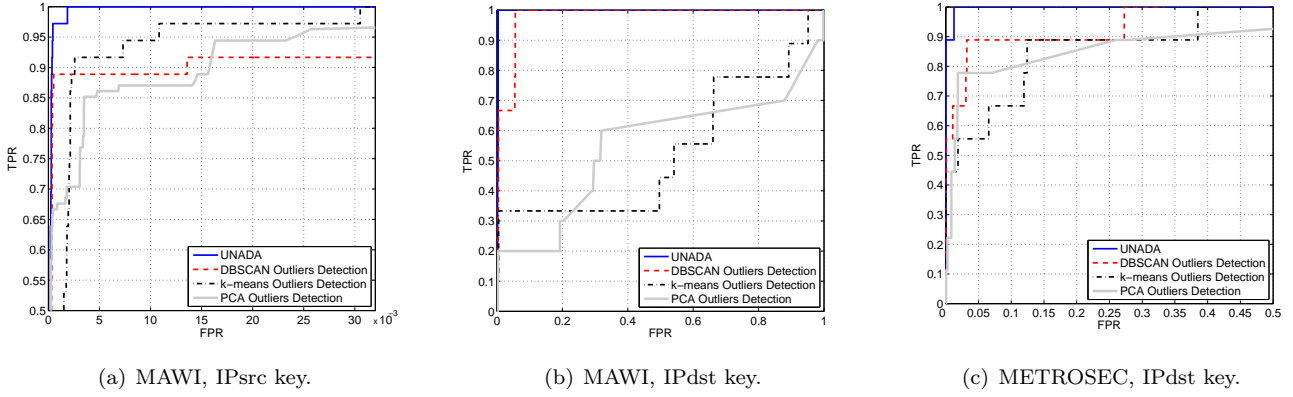 1
0.95
0.9
0.85
0.8
0.75
0.7
0.65
0.6
0.55
0.5
TPR
UNADA
DBSCAN Outliers Detection
k−means Outliers Detection
PCA Outliers Detection
0 5 10 15 20 25 30 ×10⁻³
FPR
(a) MAWI, IPsrc key.
1
0.9
0.8
0.7
0.6
0.5
0.4
0.3
0.2
0.1
0
TPR
UNADA
DBSCAN Outliers Detection
k−means Outliers Detection
PCA Outliers Detection
0 0.2 0.4 0.6 0.8 1
FPR
(b) MAWI, IPdst key.
1
0.9
0.8
0.7
0.6
0.5
0.4
0.3
0.2
0.1
0
TPR
UNADA
DBSCAN Outliers Detection
k−means Outliers Detection
PCA Outliers Detection
0 0.05 0.1 0.15 0.2 0.25 0.3 0.35 0.4 0.45 0.5
FPR
(c) METROSEC, IPdst key.